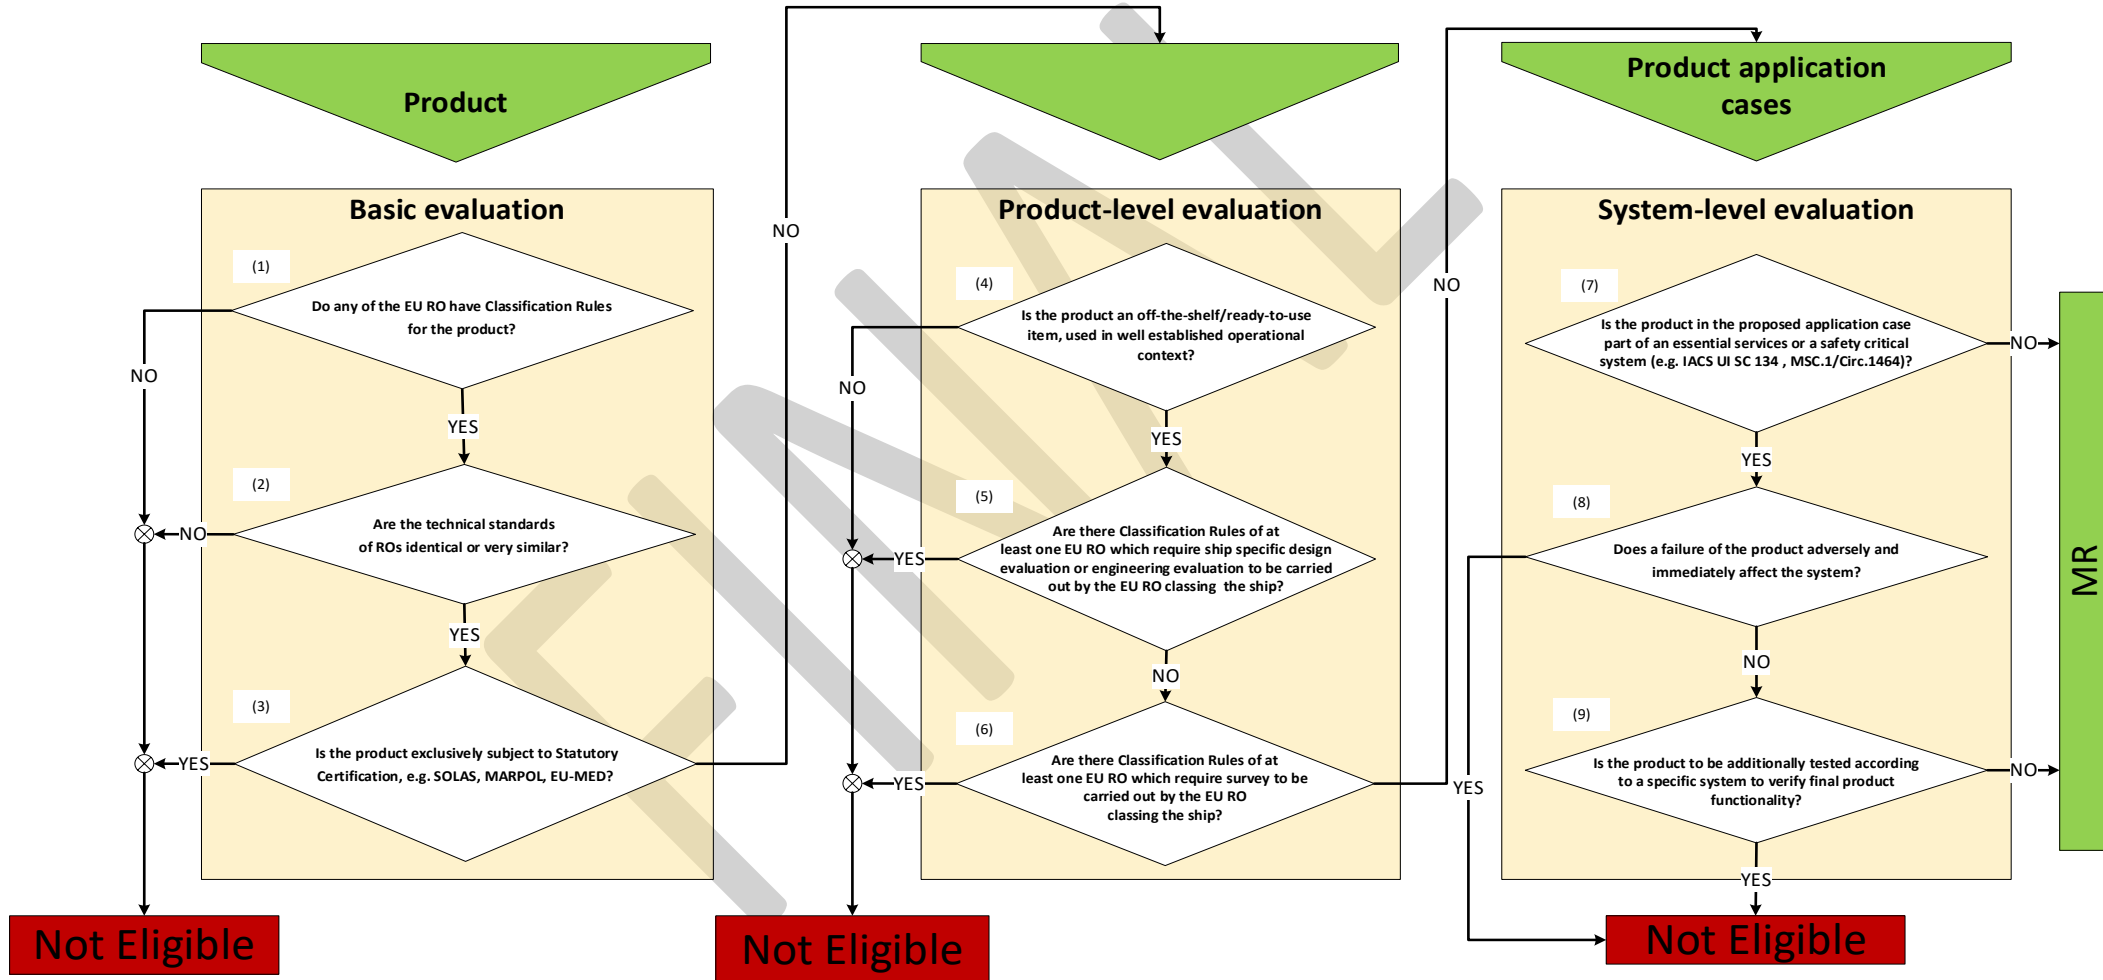 Product
Basic evaluation
(1)
Do any of the EU RO have Classification Rules
for the product?
NO
YES
(2)
Are the technical standards
of ROs identical or very similar?
NO
YES
(3)
Is the product exclusively subject to Statutory
Certification, e.g. SOLAS, MARPOL, EU-MED?
YES
NO
Not Eligible
Product-level evaluation
(4)
Is the product an off-the-shelf/ready-to-use
item, used in well established operational
context?
NO
YES
(5)
Are there Classification Rules of at
least one EU RO which require ship specific design
evaluation or engineering evaluation to be carried
out by the EU RO classing the ship?
YES
NO
(6)
Are there Classification Rules of at
least one EU RO which require survey to be
carried out by the EU RO
classing the ship?
YES
NO
Not Eligible
Product application
cases
System-level evaluation
(7)
Is the product in the proposed application case
part of an essential services or a safety critical
system (e.g. IACS UI SC 134 , MSC.1/Circ.1464)?
NO
YES
(8)
Does a failure of the product adversely and
immediately affect the system?
YES
NO
(9)
Is the product to be additionally tested according
to a specific system to verify final product
functionality?
NO
YES
Not Eligible
MR
FINAL